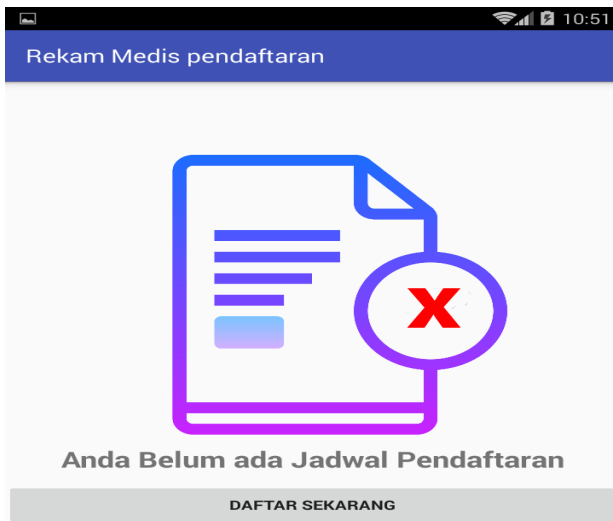 10:51
Rekam Medis pendaftaran
X
Anda Belum ada Jadwal Pendaftaran
DAFTAR SEKARANG